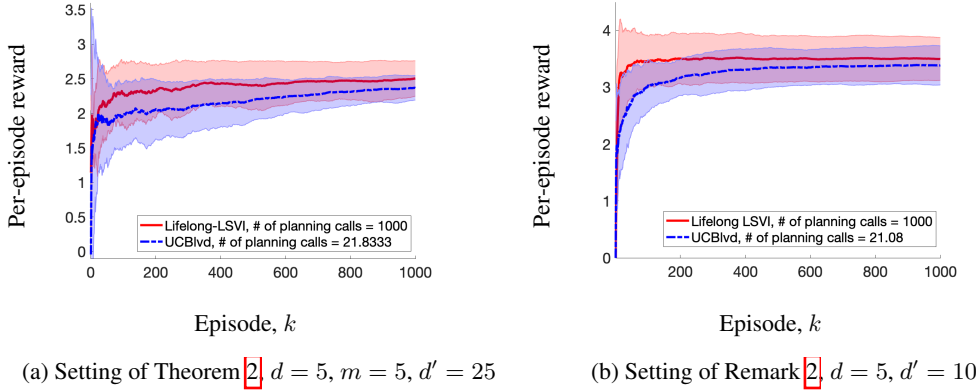 3.5
3
2.5
2
1.5
1
0.5
0
Per-episode reward
Lifelong-LSVI, # of planning calls = 1000
UCBlvd, # of planning calls = 21.8333
0 200 400 600 800 1000
Episode, k
(a) Setting of Theorem 2, d = 5, m = 5, d′ = 25
4
3
2
1
0
Per-episode reward
Lifelong LSVI, # of planning calls = 1000
UCBlvd, # of planning calls = 21.08
200 400 600 800 1000
Episode, k
(b) Setting of Remark 2, d = 5, d′ = 10